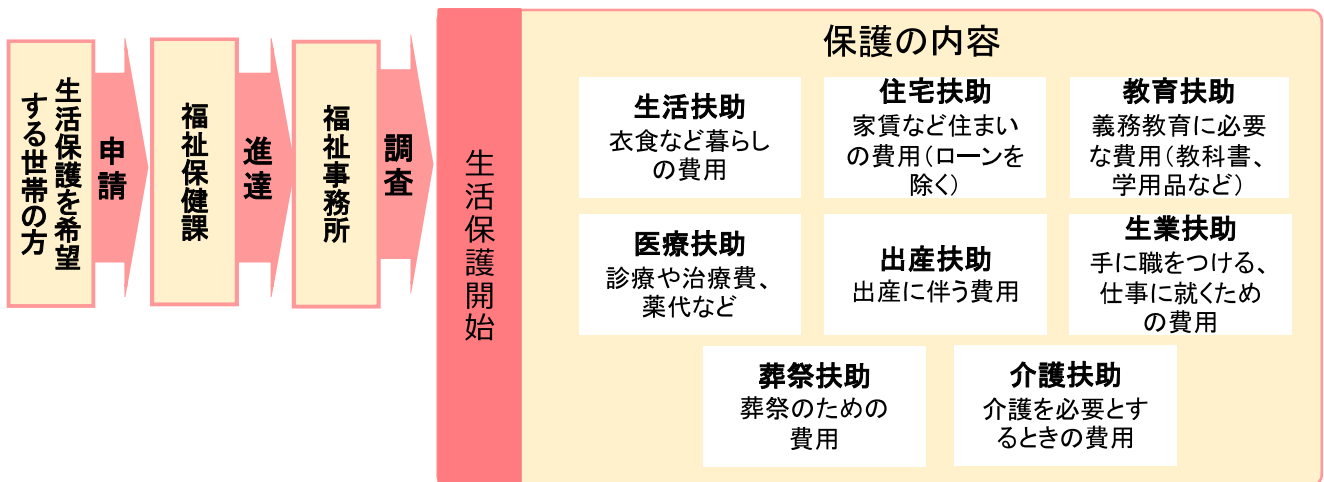 生活保護を希望
する世帯の方
申請
福祉保健課
進達
福祉事務所
調査
生活保護開始
保護の内容
生活扶助
衣食など暮らし
の費用
住宅扶助
家賃など住まい
の費用（ローンを
除く）
教育扶助
義務教育に必要
な費用（教科書、
学用品など）
医療扶助
診療や治療費、
薬代など
出産扶助
出産に伴う費用
生業扶助
手に職をつける、
仕事に就くため
の費用
葬祭扶助
葬祭のための
費用
介護扶助
介護を必要とす
るときの費用